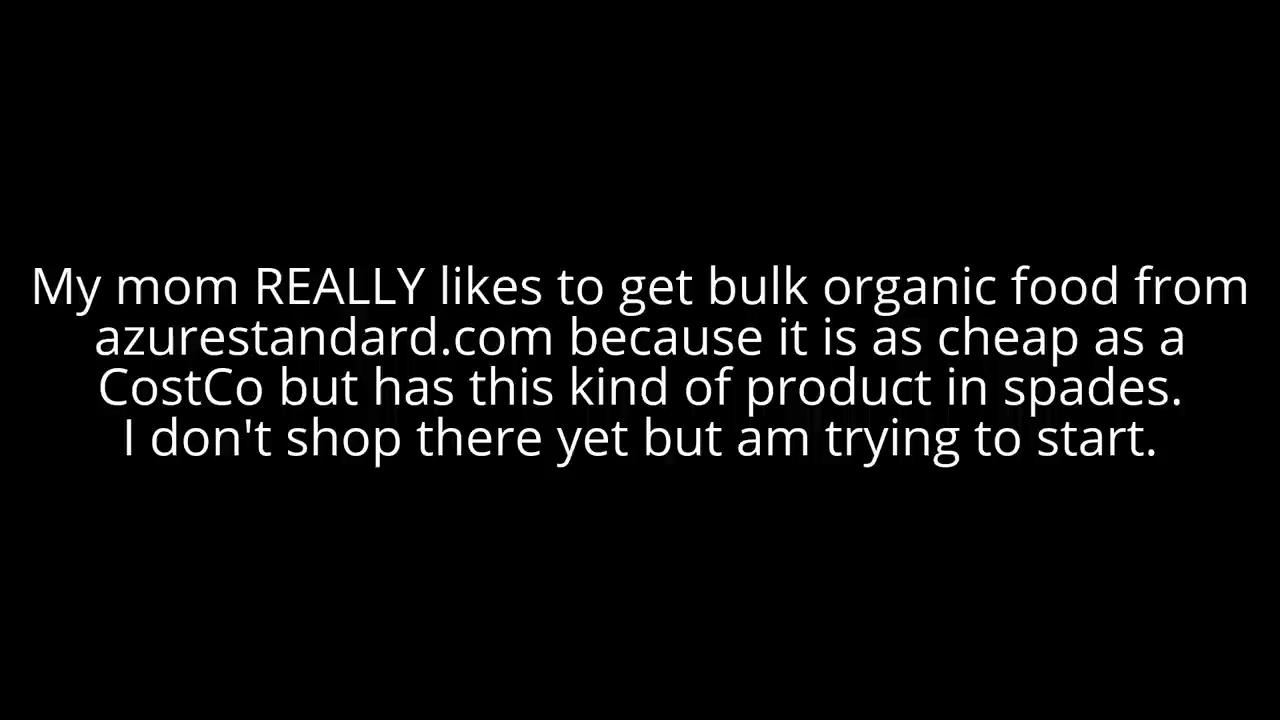 My mom REALLY likes to get bulk organic food from
azurestandard.com because it is as cheap as a
CostCo but has this kind of product in spades.
I don't shop there yet but am trying to start.